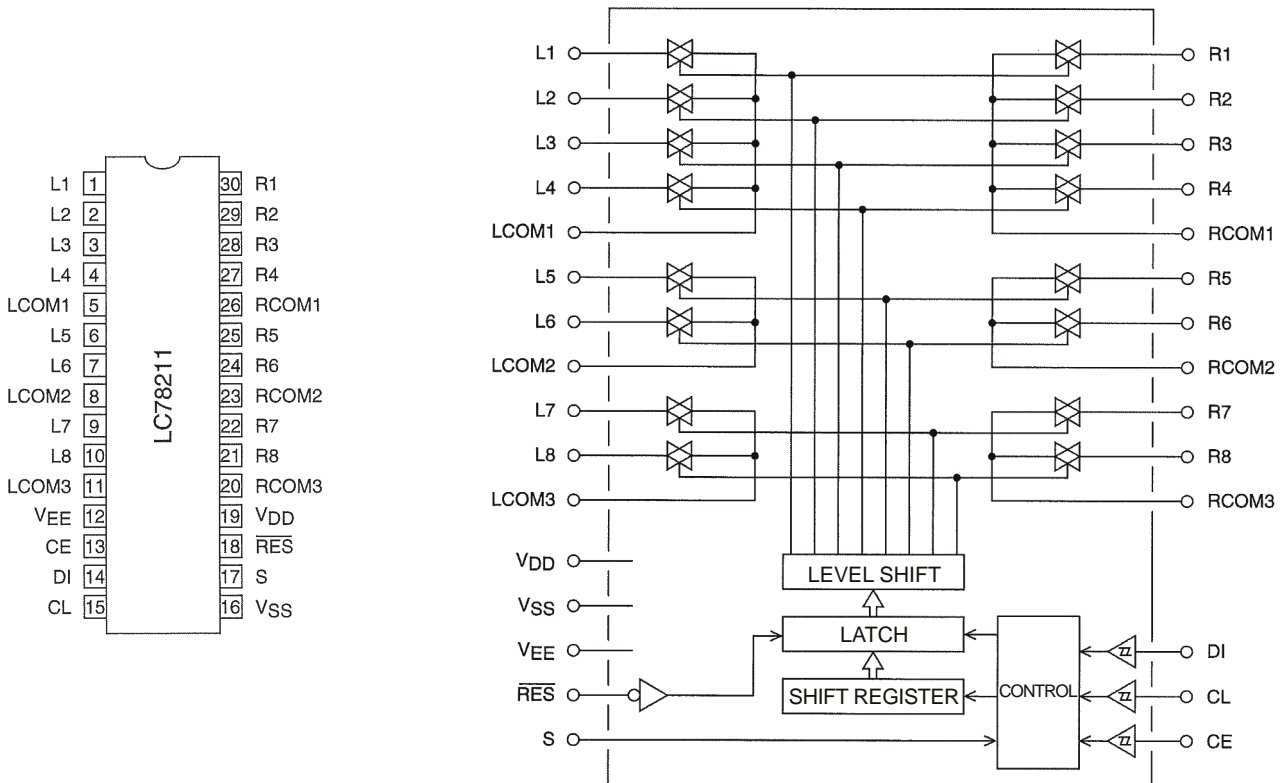 L1 1 30 R1
L2 2 29 R2
L3 3 28 R3
L4 4 27 R4
LCOM1 5 26 RCOM1
L5 6 25 R5
L6 7 24 R6
LCOM2 8 23 RCOM2
L7 9 22 R7
L8 10 21 R8
LCOM3 11 20 RCOM3
VEE 12 19 VDD
CE 13 18 RES
DI 14 17 S
CL 15 16 VSS
LC78211
L1 R1
L2 R2
L3 R3
L4 R4
LCOM1 RCOM1
L5 R5
L6 R6
LCOM2 RCOM2
L7 R7
L8 R8
LCOM3 RCOM3
VDD
LEVEL SHIFT
VSS
LATCH
VEE
DI
RES
SHIFT REGISTER
CONTROL
CL
S
CE